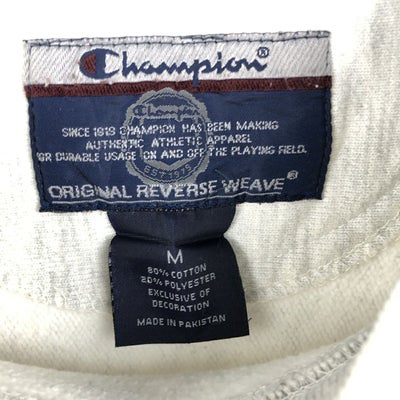 Champion®
Champion
SINCE 1919 CHAMPION HAS BEEN MAKING
AUTHENTIC ATHLETIC APPAREL
FOR DURABLE USAGE ON AND OFF THE PLAYING FIELD.
EST. 1919
ORIGINAL REVERSE WEAVE®
M
80% COTTON
20% POLYESTER
EXCLUSIVE OF
DECORATION
MADE IN PAKISTAN